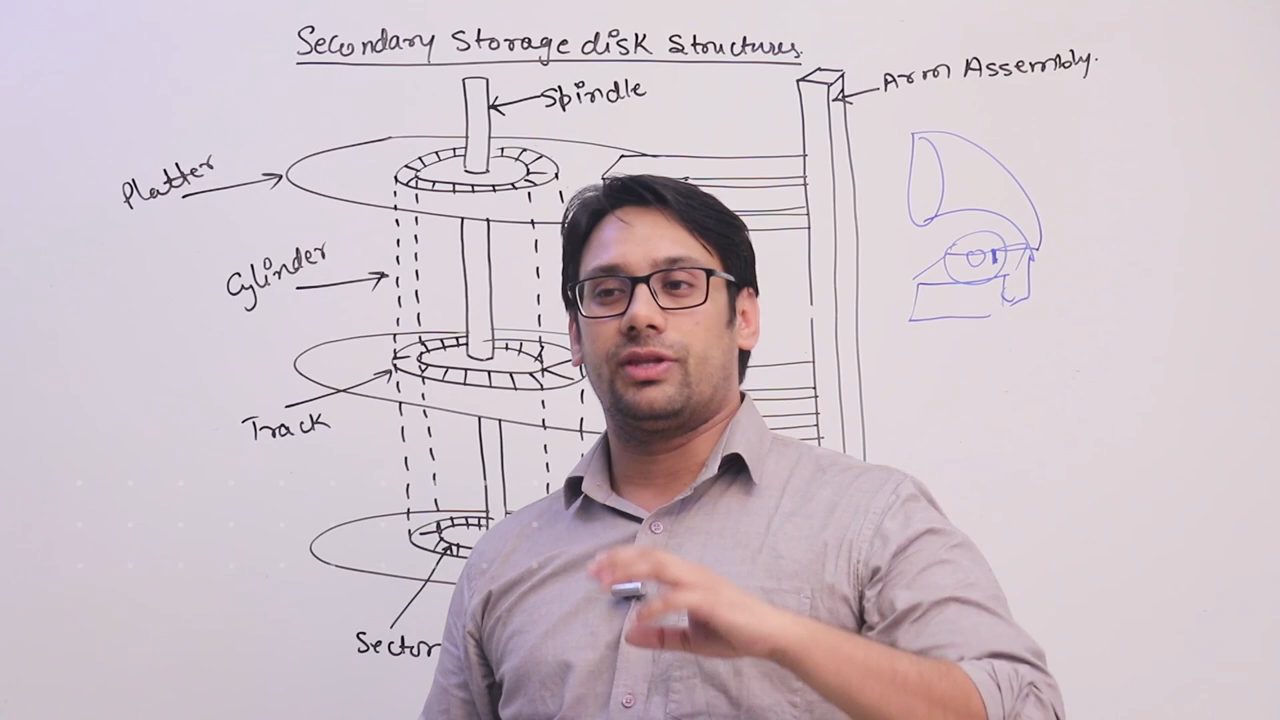 Secondary Storage disk Structures.
Arm Assembly.
Spindle
Platter
Cylinder
Track
Sector